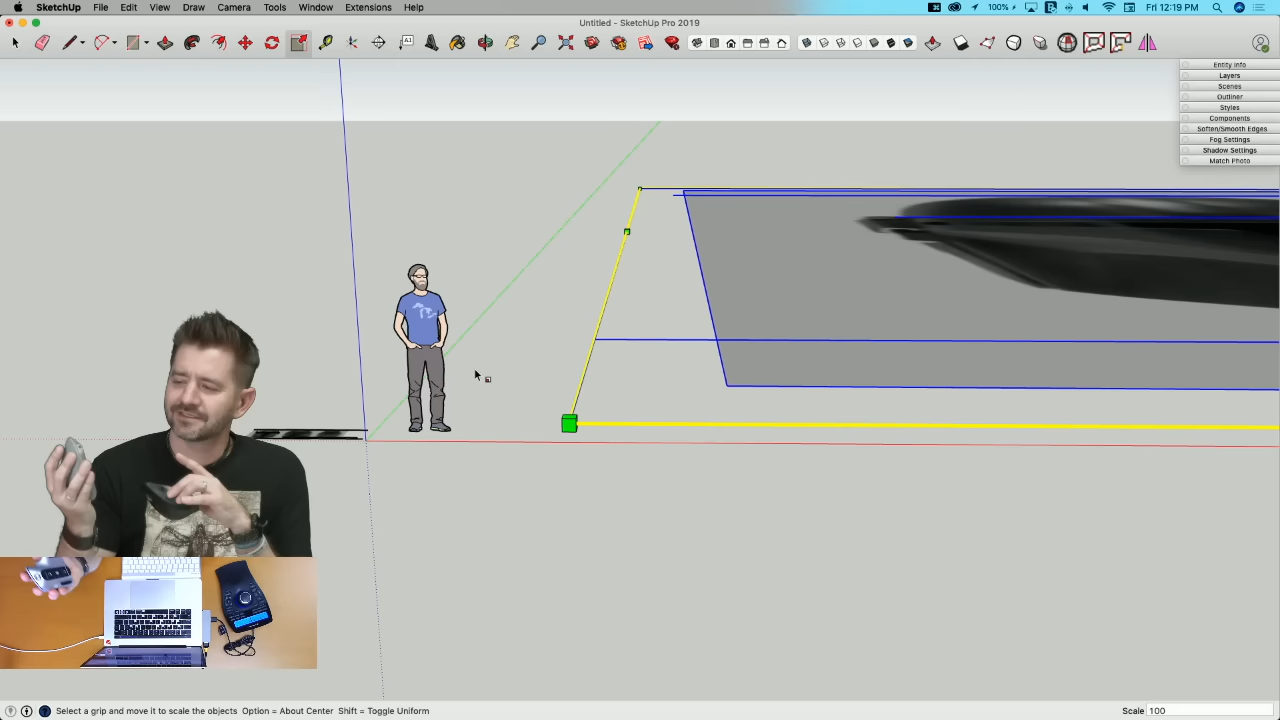 SketchUp File Edit View Draw Camera Tools Window Extensions Help
100% Fri 12:19 PM
Untitled - SketchUp Pro 2019
A1
Entity Info
Layers
Scenes
Outliner
Styles
Components
Soften/Smooth Edges
Fog Settings
Shadow Settings
Match Photo
Select a grip and move it to scale the objects Option = About Center Shift = Toggle Uniform
Scale 100